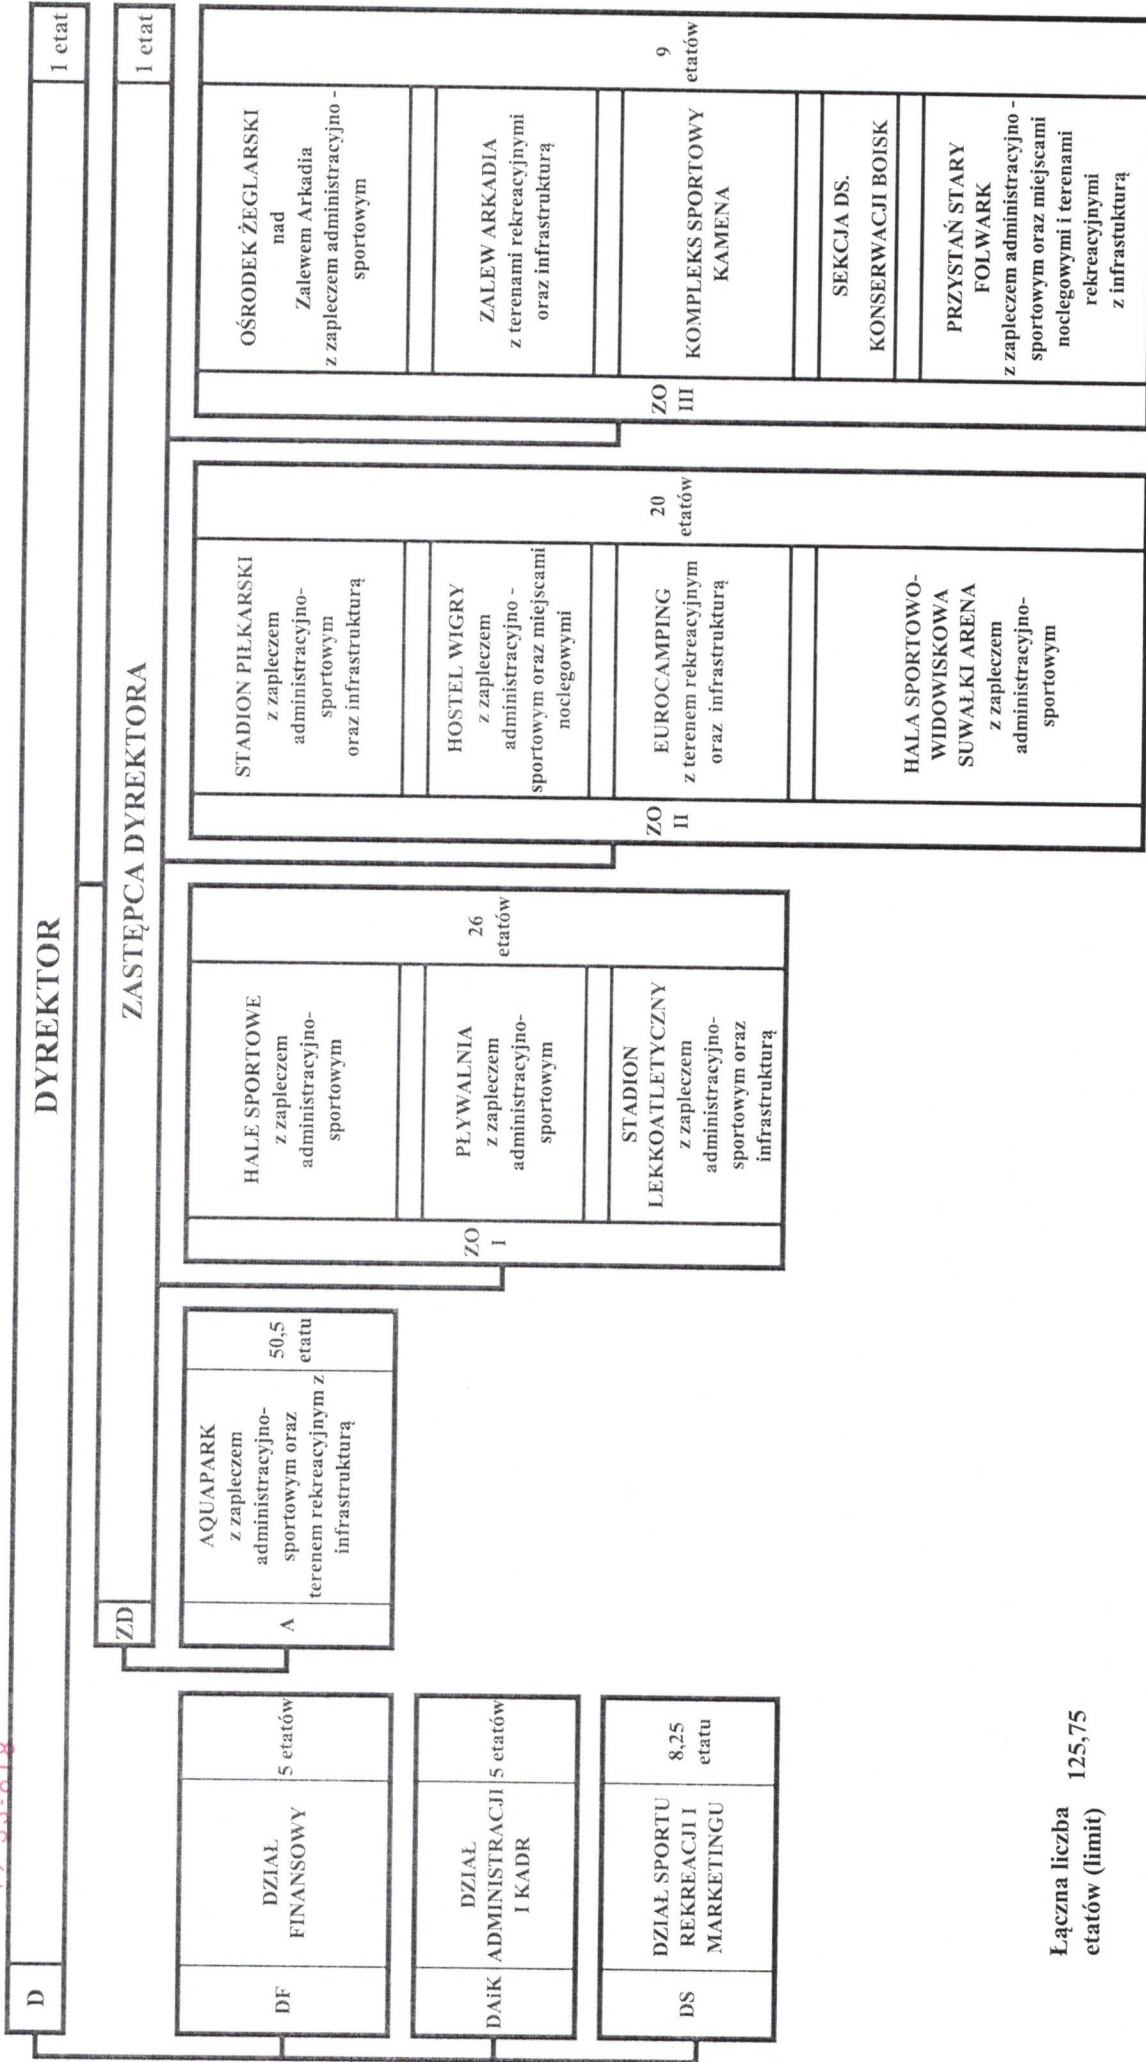 D
DYREKTOR
1 etat
ZD
ZASTĘPCA DYREKTORA
1 etat
DF
DZIAŁ
FINANSOWY
5 etatów
DAiK
DZIAŁ
ADMINISTRACJI
I KADR
5 etatów
DS
DZIAŁ SPORTU
REKREACJI I
MARKETINGU
8,25
etatu
A
AQUAPARK
z zapleczem
administracyjno-
sportowym oraz
terenem rekreacyjnym z
infrastrukturą
50,5
etatu
ZO
I
HALE SPORTOWE
z zapleczem
administracyjno-
sportowym
PŁYWALNIA
z zapleczem
administracyjno-
sportowym
STADION
LEKKOATLETYCZNY
z zapleczem
administracyjno-
sportowym oraz
infrastrukturą
26
etatów
ZO
II
STADION PIŁKARSKI
z zapleczem
administracyjno-
sportowym
oraz infrastrukturą
HOSTEL WIGRY
z zapleczem
administracyjno -
sportowym oraz miejscami
noclegowymi
EUROCAMPING
z terenem rekreacyjnym
oraz infrastrukturą
HALA SPORTOWO-
WIDOWISKOWA
SUWAŁKI ARENA
z zapleczem
administracyjno-
sportowym
20
etatów
ZO
III
OŚRODEK ŻEGLARSKI
nad
Zalewem Arkadia
z zapleczem administracyjno -
sportowym
ZALEW ARKADIA
z terenami rekreacyjnymi
oraz infrastrukturą
KOMPLEKS SPORTOWY
KAMENA
SEKCJA DS.
KONSERWACJI BOISK
PRZYSTAŃ STARY
FOLWARK
z zapleczem administracyjno -
sportowym oraz miejscami
noclegowymi i terenami
rekreacyjnymi
z infastukturą
9
etatów
Łączna liczba
etatów (limit) 125,75